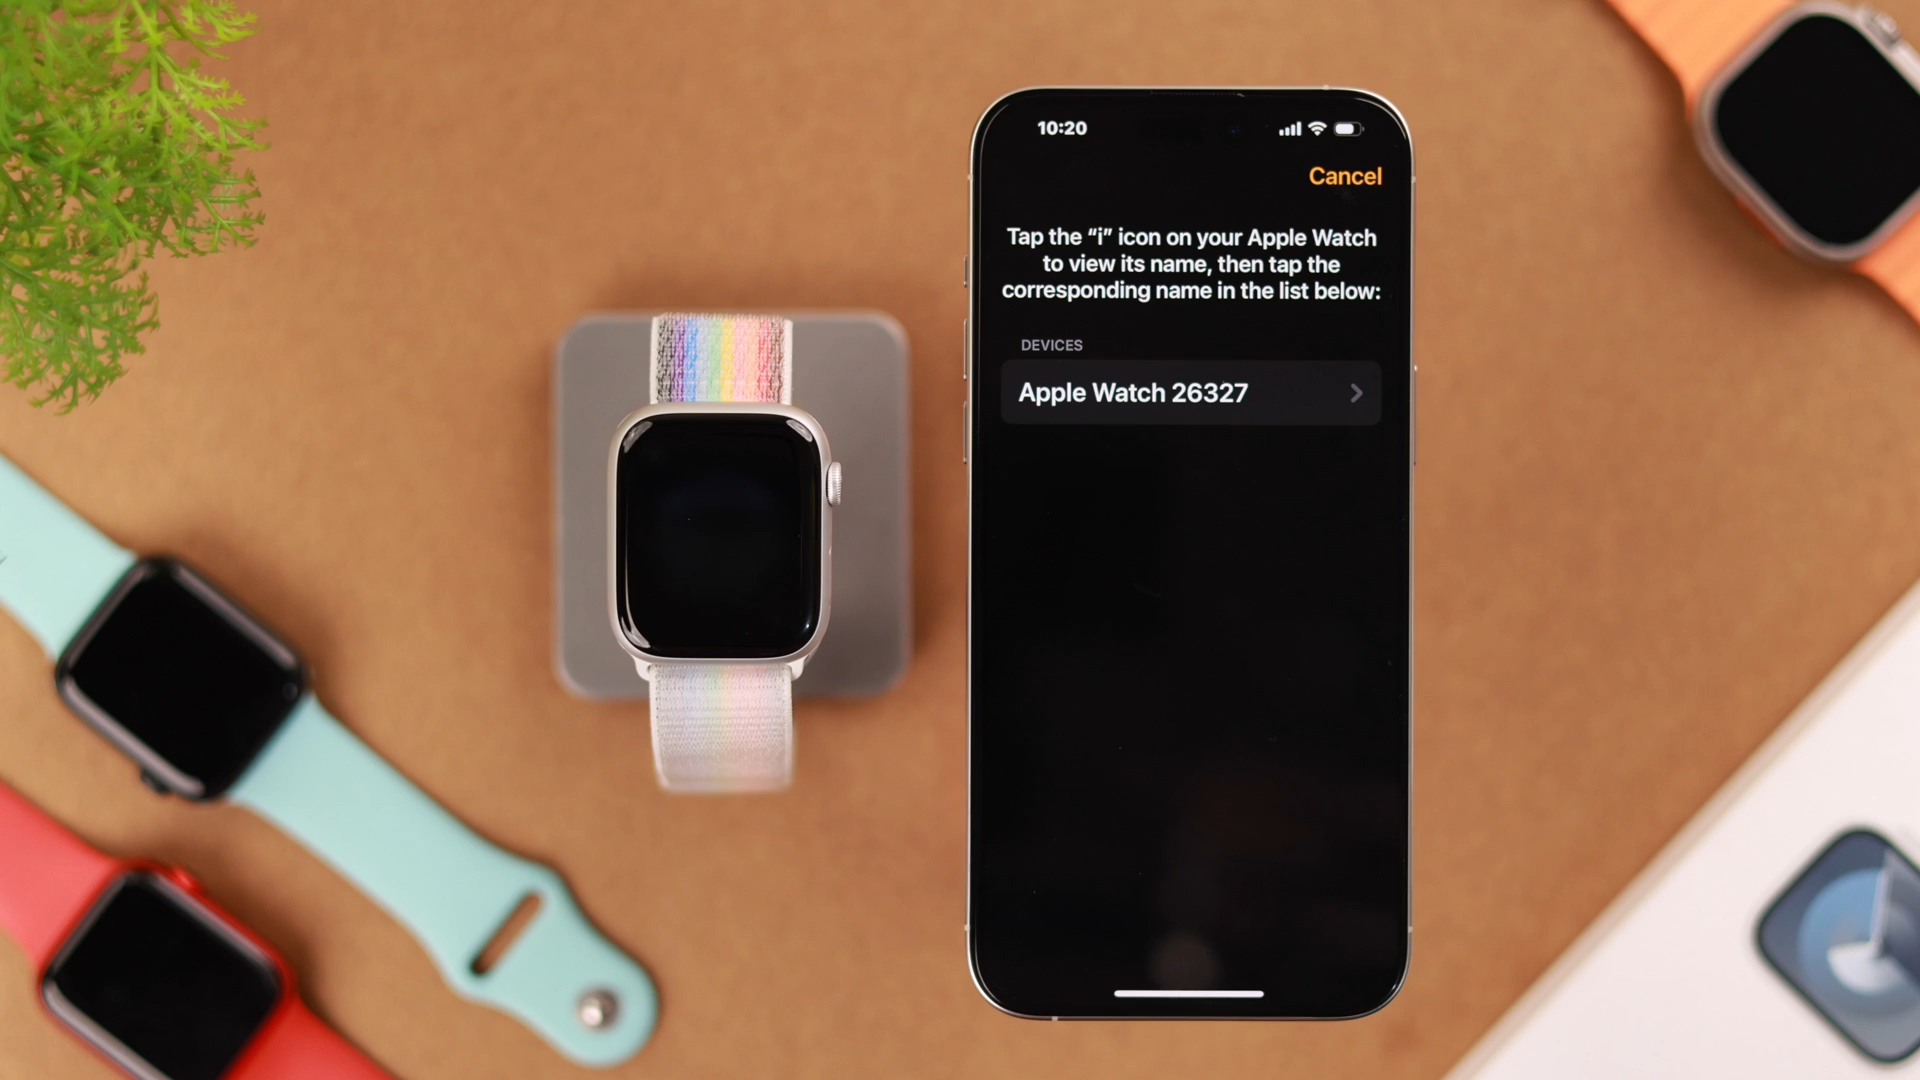 10:20
Cancel
Tap the “i” icon on your Apple Watch
to view its name, then tap the
corresponding name in the list below:
DEVICES
Apple Watch 26327